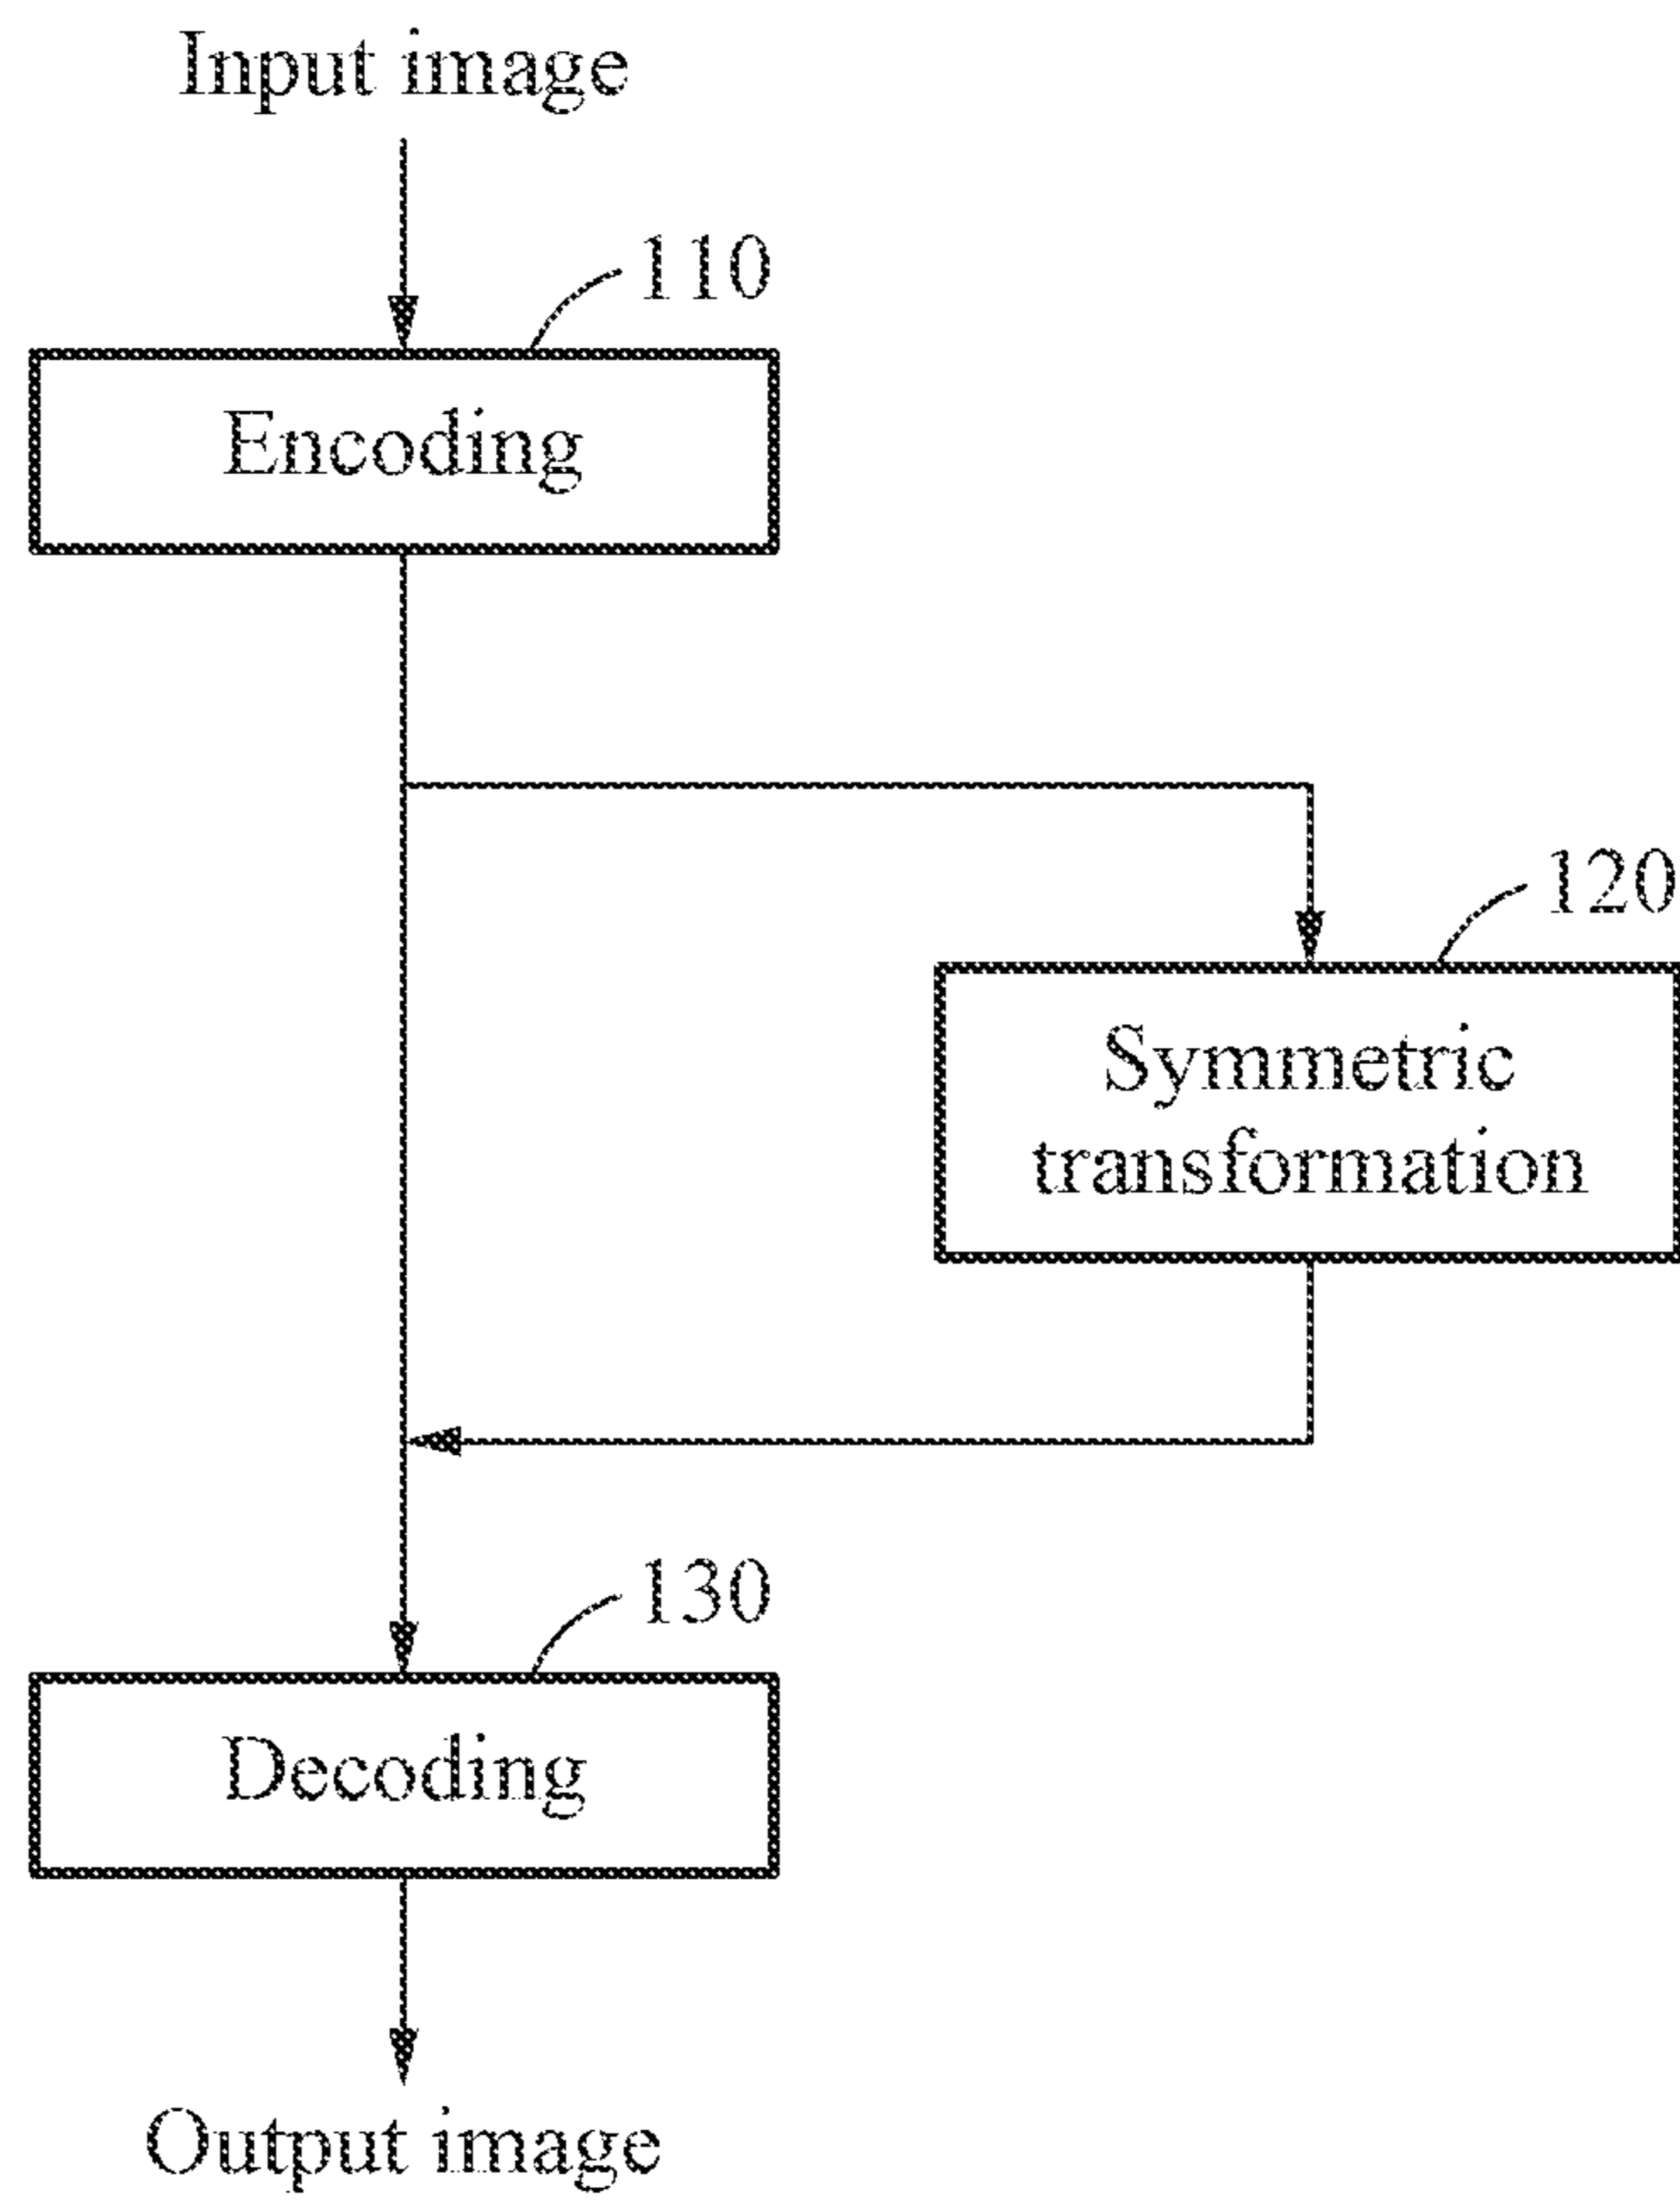 Input image
110
Encoding
120
Symmetric
transformation
130
Decoding
Output image